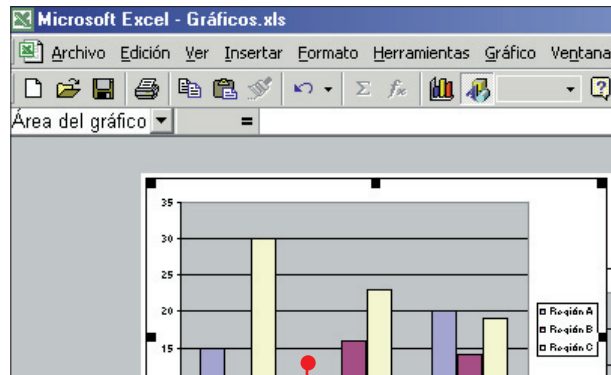 Microsoft Excel - Gráficos.xls
Archivo Edición Ver Insertar Formato Herramientas Gráfico Ventana
Σ fx ?
Área del gráfico =
35
30
25
20
15
Región A
Región B
Región C